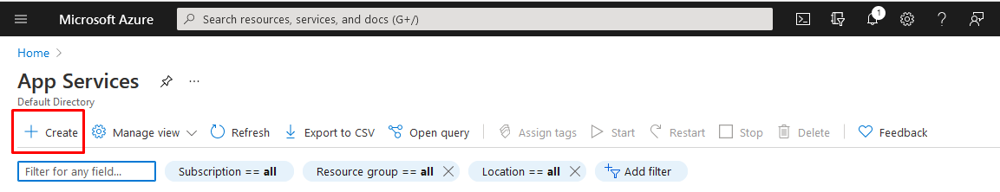 Microsoft Azure Search resources, services, and docs (G+/) 1
Home >
App Services ...
Default Directory
+ Create Manage view Refresh Export to CSV Open query Assign tags Start Restart Stop Delete Feedback
Filter for any field... Subscription == all Resource group == all Location == all Add filter